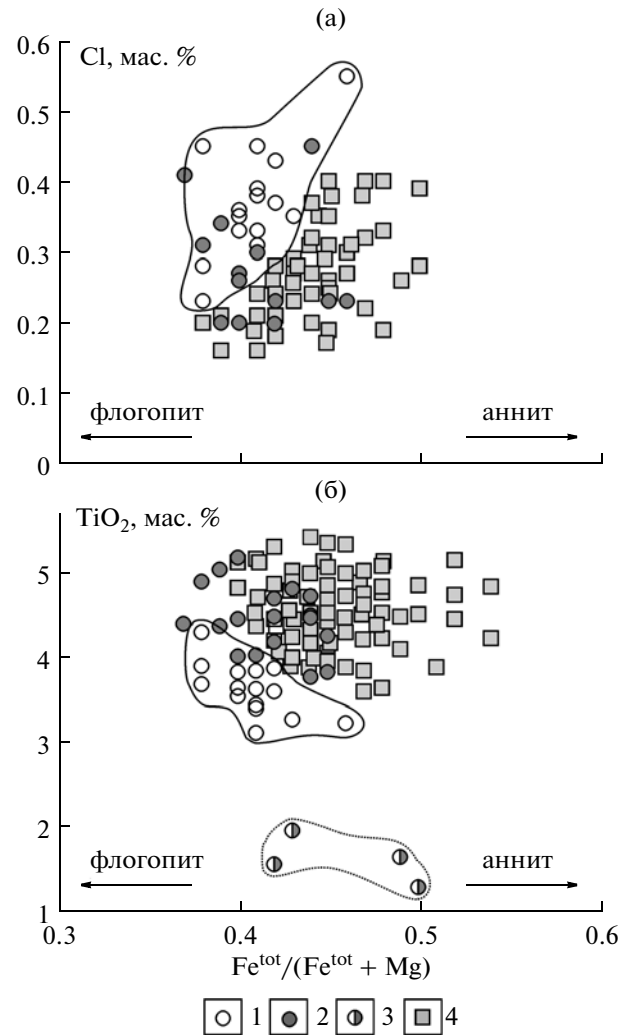 (а)
Cl, мас. %
0.6
0.5
0.4
0.3
0.2
0.1
0
флогопит
аннит
(б)
TiO₂, мас. %
5
4
3
2
1
флогопит
аннит
0.3 0.4 0.5 0.6
Feᵗᵒᵗ/(Feᵗᵒᵗ + Mg)
1 2 3 4